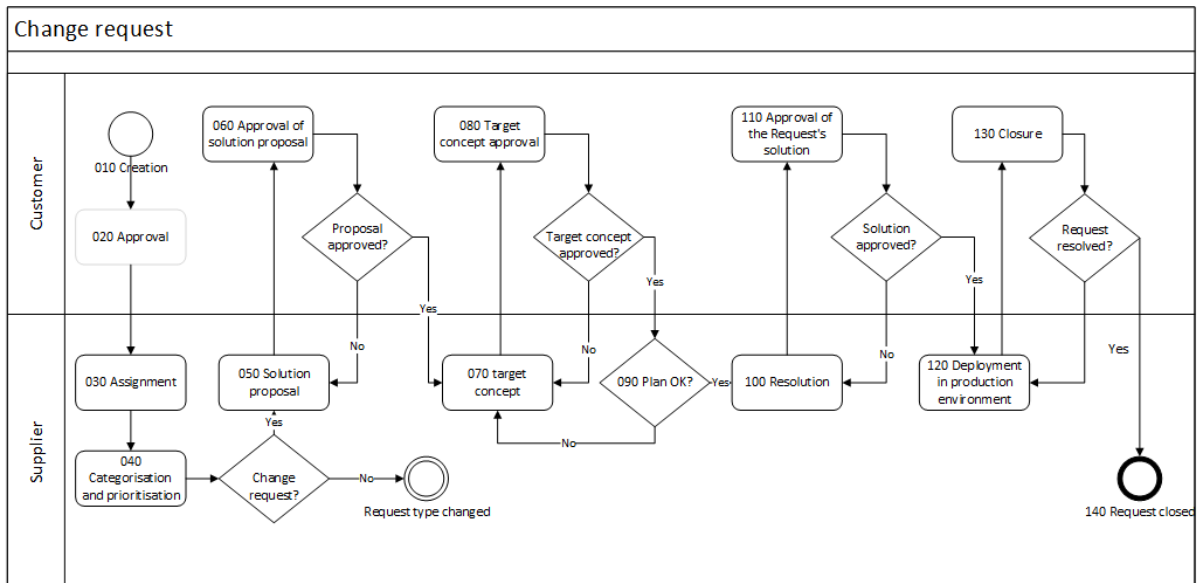 Change request
Customer
Supplier
010 Creation
020 Approval
030 Assignment
040
Categorisation
and prioritisation
Change
request?
Yes
No
Request type changed
050 Solution
proposal
060 Approval of
solution proposal
Proposal
approved?
No
Yes
070 target
concept
080 Target
concept approval
Target concept
approved?
No
Yes
090 Plan OK?
No
Yes
100 Resolution
110 Approval of
the Request's
solution
Solution
approved?
No
Yes
120 Deployment
in production
environment
130 Closure
Request
resolved?
Yes
140 Request closed